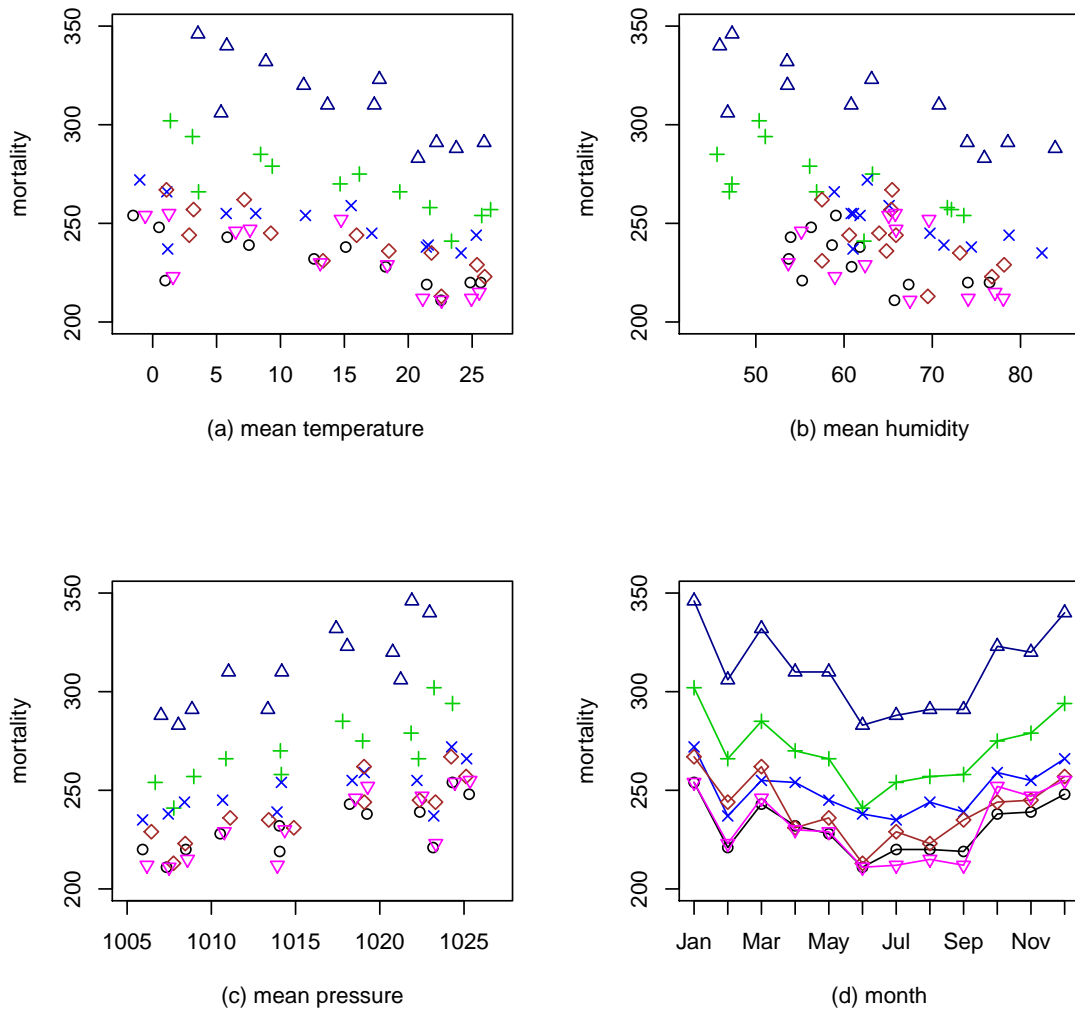 mortality
200 250 300 350
0 5 10 15 20 25
(a) mean temperature
mortality
200 250 300 350
50 60 70 80
(b) mean humidity
mortality
200 250 300 350
1005 1010 1015 1020 1025
(c) mean pressure
mortality
200 250 300 350
Jan Mar May Jul Sep Nov
(d) month